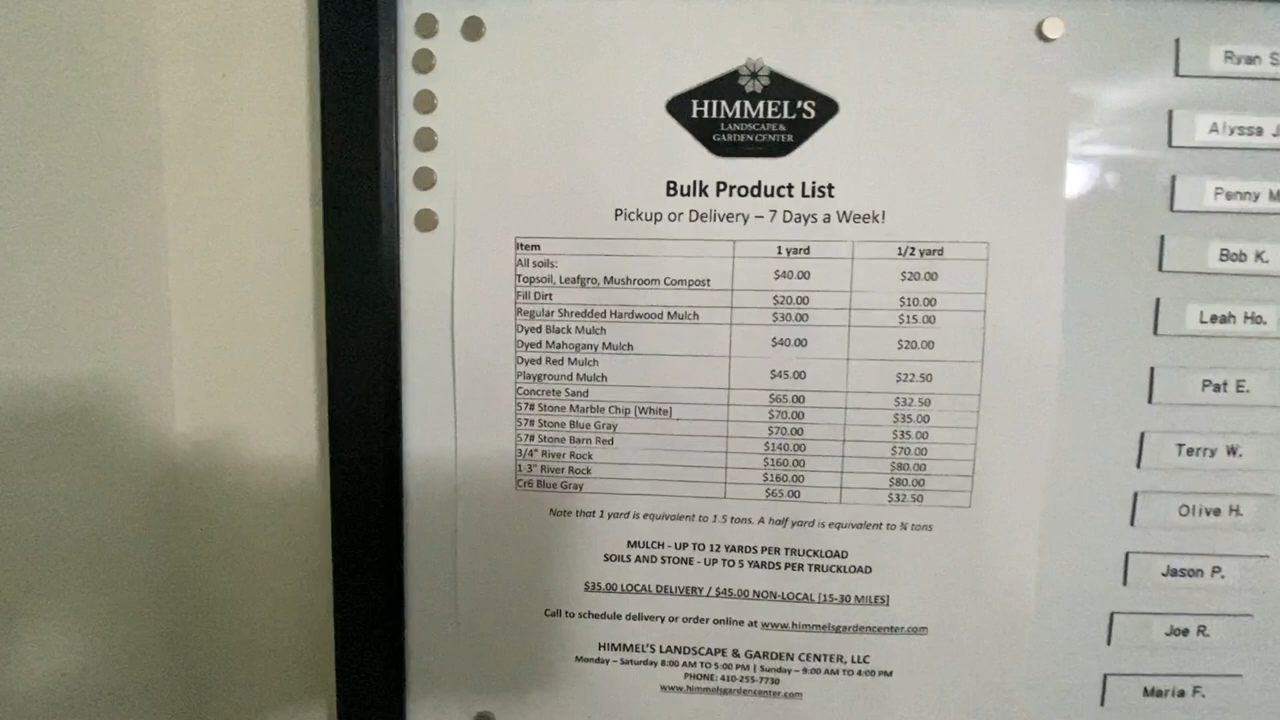 HIMMEL'S
LANDSCAPE &
GARDEN CENTER
Bulk Product List
Pickup or Delivery – 7 Days a Week!
Item 1 yard 1/2 yard
All soils:
Topsoil, Leafgro, Mushroom Compost $40.00 $20.00
Fill Dirt $20.00 $10.00
Regular Shredded Hardwood Mulch $30.00 $15.00
Dyed Black Mulch
Dyed Mahogany Mulch $40.00 $20.00
Dyed Red Mulch
Playground Mulch $45.00 $22.50
Concrete Sand $65.00 $32.50
57# Stone Marble Chip [White] $70.00 $35.00
57# Stone Blue Gray $70.00 $35.00
57# Stone Barn Red $140.00 $70.00
3/4" River Rock $160.00 $80.00
1-3" River Rock $160.00 $80.00
Cr6 Blue Gray $65.00 $32.50
Note that 1 yard is equivalent to 1.5 tons. A half yard is equivalent to ¾ tons
MULCH - UP TO 12 YARDS PER TRUCKLOAD
SOILS AND STONE - UP TO 5 YARDS PER TRUCKLOAD
$35.00 LOCAL DELIVERY / $45.00 NON-LOCAL [15-30 MILES]
Call to schedule delivery or order online at www.himmelsgardencenter.com
HIMMEL'S LANDSCAPE & GARDEN CENTER, LLC
Monday – Saturday 8:00 AM TO 5:00 PM | Sunday – 9:00 AM TO 4:00 PM
PHONE: 410-255-7730
www.himmelsgardencenter.com
Ryan S.
Alyssa J.
Penny M
Bob K.
Leah Ho.
Pat E.
Terry W.
Olive H.
Jason P.
Joe R.
Maria F.